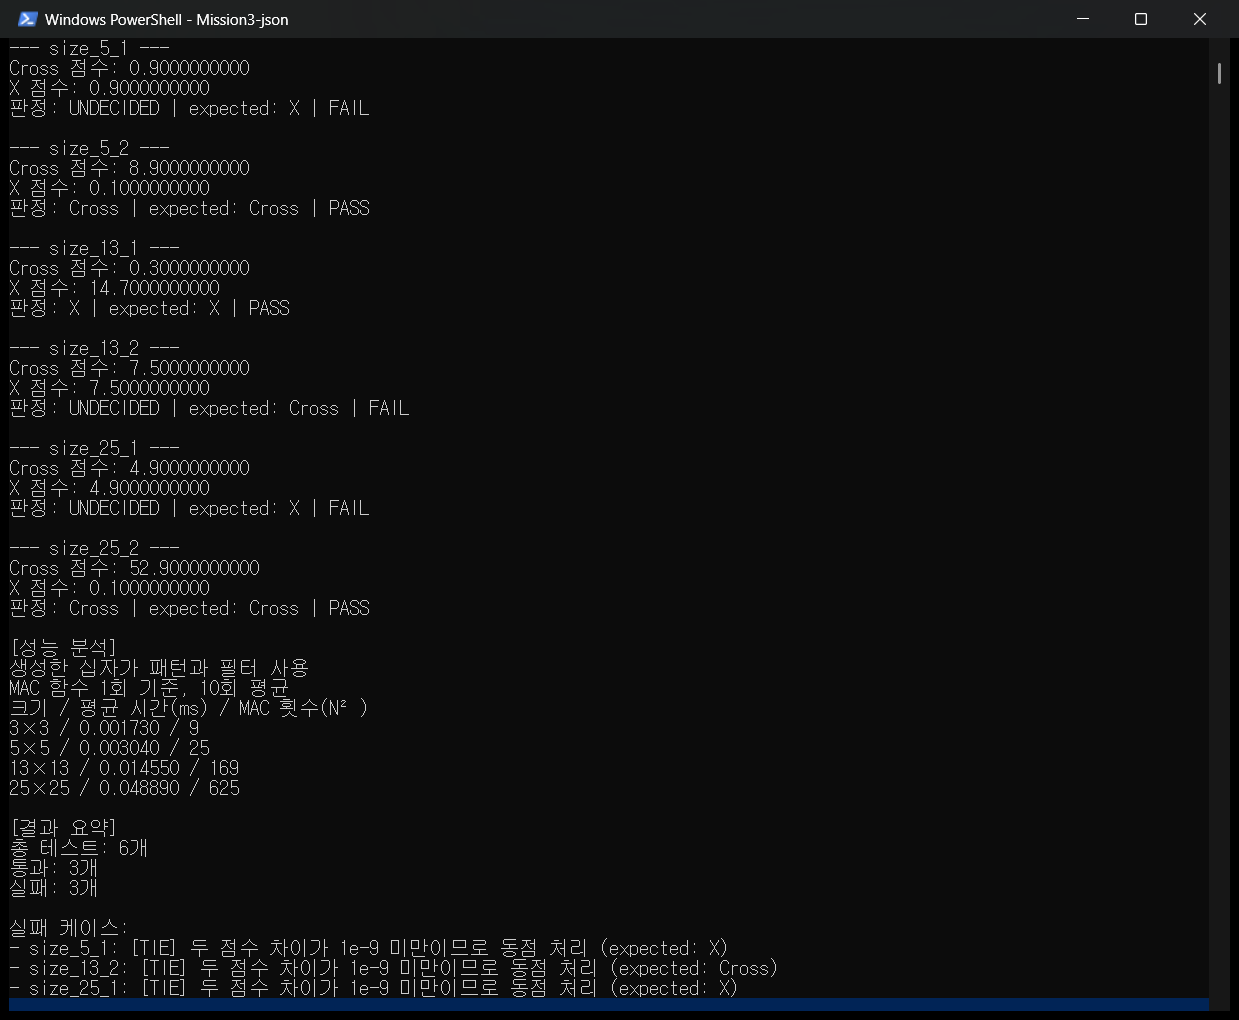 Windows PowerShell - Mission3-json
--- size_5_1 ---
Cross 점수: 0.9000000000
X 점수: 0.9000000000
판정: UNDECIDED | expected: X | FAIL
--- size_5_2 ---
Cross 점수: 8.9000000000
X 점수: 0.1000000000
판정: Cross | expected: Cross | PASS
--- size_13_1 ---
Cross 점수: 0.3000000000
X 점수: 14.7000000000
판정: X | expected: X | PASS
--- size_13_2 ---
Cross 점수: 7.5000000000
X 점수: 7.5000000000
판정: UNDECIDED | expected: Cross | FAIL
--- size_25_1 ---
Cross 점수: 4.9000000000
X 점수: 4.9000000000
판정: UNDECIDED | expected: X | FAIL
--- size_25_2 ---
Cross 점수: 52.9000000000
X 점수: 0.1000000000
판정: Cross | expected: Cross | PASS
[성능 분석]
생성한 십자가 패턴과 필터 사용
MAC 함수 1회 기준, 10회 평균
크기 / 평균 시간(ms) / MAC 횟수(N² )
3×3 / 0.001730 / 9
5×5 / 0.003040 / 25
13×13 / 0.014550 / 169
25×25 / 0.048890 / 625
[결과 요약]
총 테스트: 6개
통과: 3개
실패: 3개
실패 케이스:
- size_5_1: [TIE] 두 점수 차이가 1e-9 미만이므로 동점 처리 (expected: X)
- size_13_2: [TIE] 두 점수 차이가 1e-9 미만이므로 동점 처리 (expected: Cross)
- size_25_1: [TIE] 두 점수 차이가 1e-9 미만이므로 동점 처리 (expected: X)